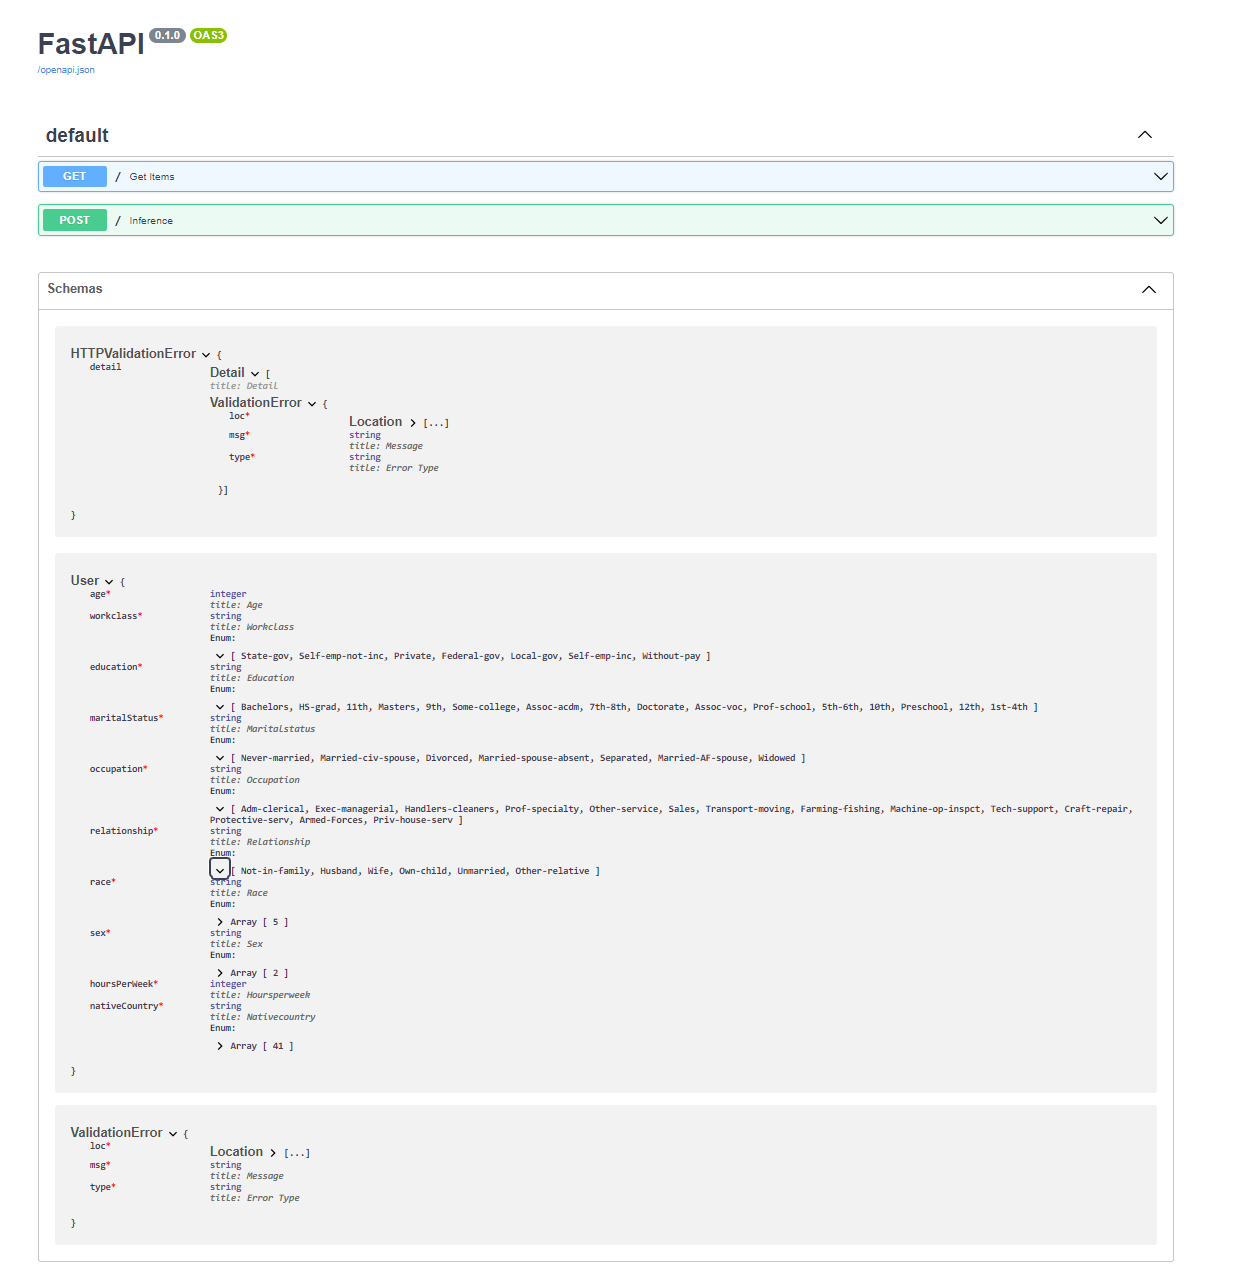 FastAPI 0.1.0 OAS3
/openapi.json
default
GET / Get Items
POST / Inference
Schemas
HTTPValidationError {
detail
Detail [
title: Detail
ValidationError {
loc*
Location [...]
msg*
string
title: Message
type*
string
title: Error Type
}]
}
User {
age*
integer
title: Age
workclass*
string
title: Workclass
Enum:
[ State-gov, Self-emp-not-inc, Private, Federal-gov, Local-gov, Self-emp-inc, Without-pay ]
education*
string
title: Education
Enum:
[ Bachelors, HS-grad, 11th, Masters, 9th, Some-college, Assoc-acdm, 7th-8th, Doctorate, Assoc-voc, Prof-school, 5th-6th, 10th, Preschool, 12th, 1st-4th ]
maritalStatus*
string
title: Maritalstatus
Enum:
[ Never-married, Married-civ-spouse, Divorced, Married-spouse-absent, Separated, Married-AF-spouse, Widowed ]
occupation*
string
title: Occupation
Enum:
[ Adm-clerical, Exec-managerial, Handlers-cleaners, Prof-specialty, Other-service, Sales, Transport-moving, Farming-fishing, Machine-op-inspct, Tech-support, Craft-repair,
Protective-serv, Armed-Forces, Priv-house-serv ]
relationship*
string
title: Relationship
Enum:
[ Not-in-family, Husband, Wife, Own-child, Unmarried, Other-relative ]
race*
string
title: Race
Enum:
Array [ 5 ]
sex*
string
title: Sex
Enum:
Array [ 2 ]
hoursPerWeek*
integer
title: Hoursperweek
nativeCountry*
string
title: Nativecountry
Enum:
Array [ 41 ]
}
ValidationError {
loc*
Location [...]
msg*
string
title: Message
type*
string
title: Error Type
}